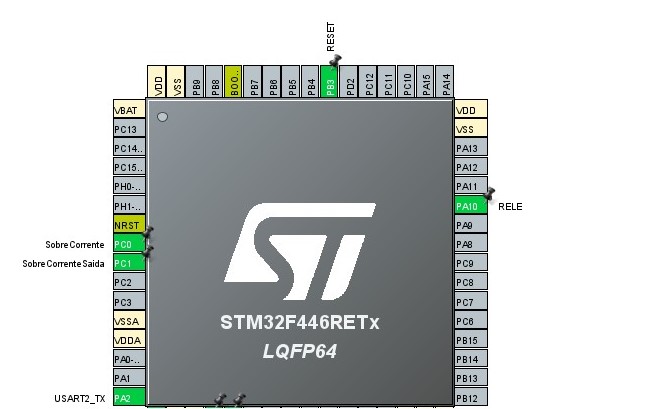 RESET
VDD
VSS
PB9
PB8
BOO..
PB7
PB6
PB5
PB4
PB3
PD2
PC12
PC11
PC10
PA15
PA14
VBAT
PC13
PC14..
PC15..
PH0-..
PH1-..
NRST
Sobre Corrente PC0
Sobre Corrente Saida PC1
PC2
PC3
VSSA
VDDA
PA0-..
PA1
USART2_TX PA2
STM32F446RETx
LQFP64
VDD
VSS
PA13
PA12
PA11
PA10 RELE
PA9
PA8
PC9
PC8
PC7
PC6
PB15
PB14
PB13
PB12